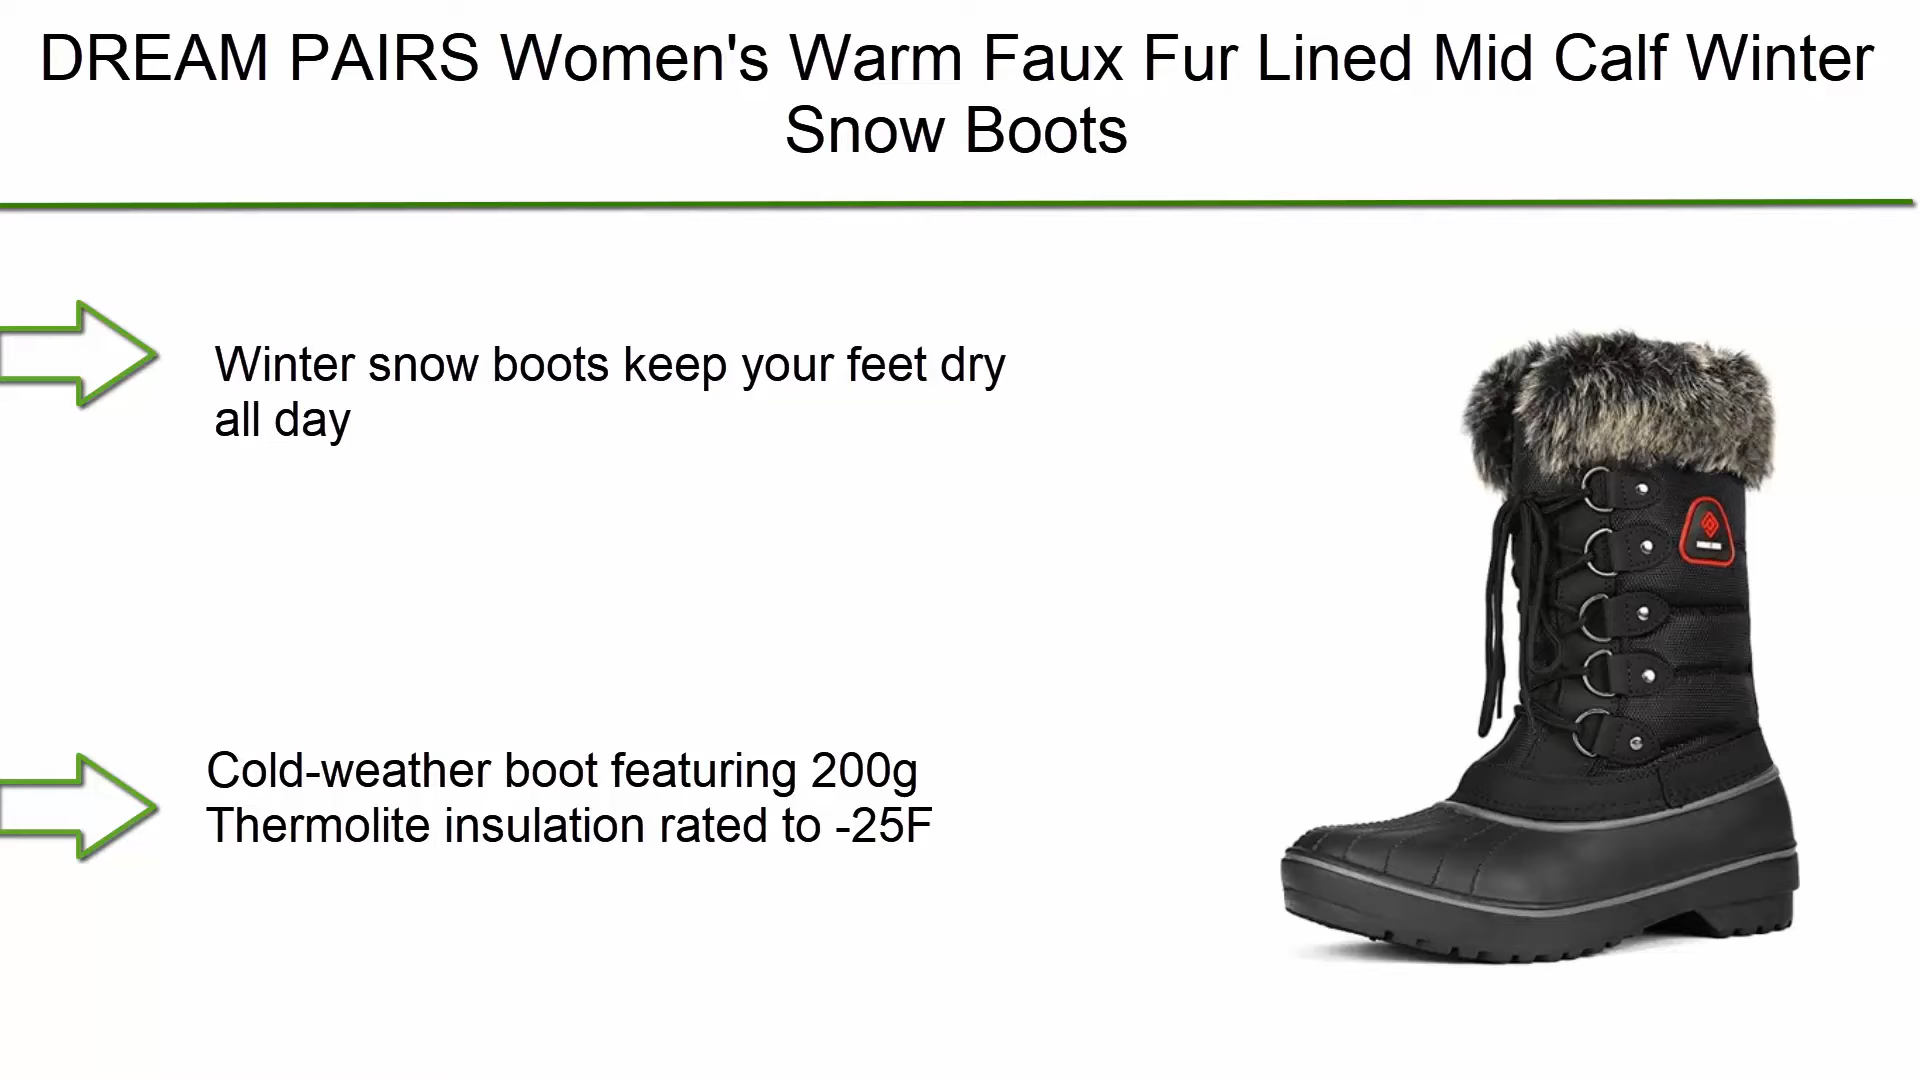 DREAM PAIRS Women's Warm Faux Fur Lined Mid Calf Winter
Snow Boots
Winter snow boots keep your feet dry
all day
Cold-weather boot featuring 200g
Thermolite insulation rated to -25F